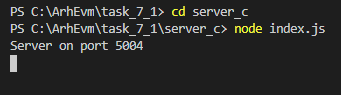 PS C:\ArhEvm\task_7_1> cd server_c
PS C:\ArhEvm\task_7_1\server_c> node index.js
Server on port 5004